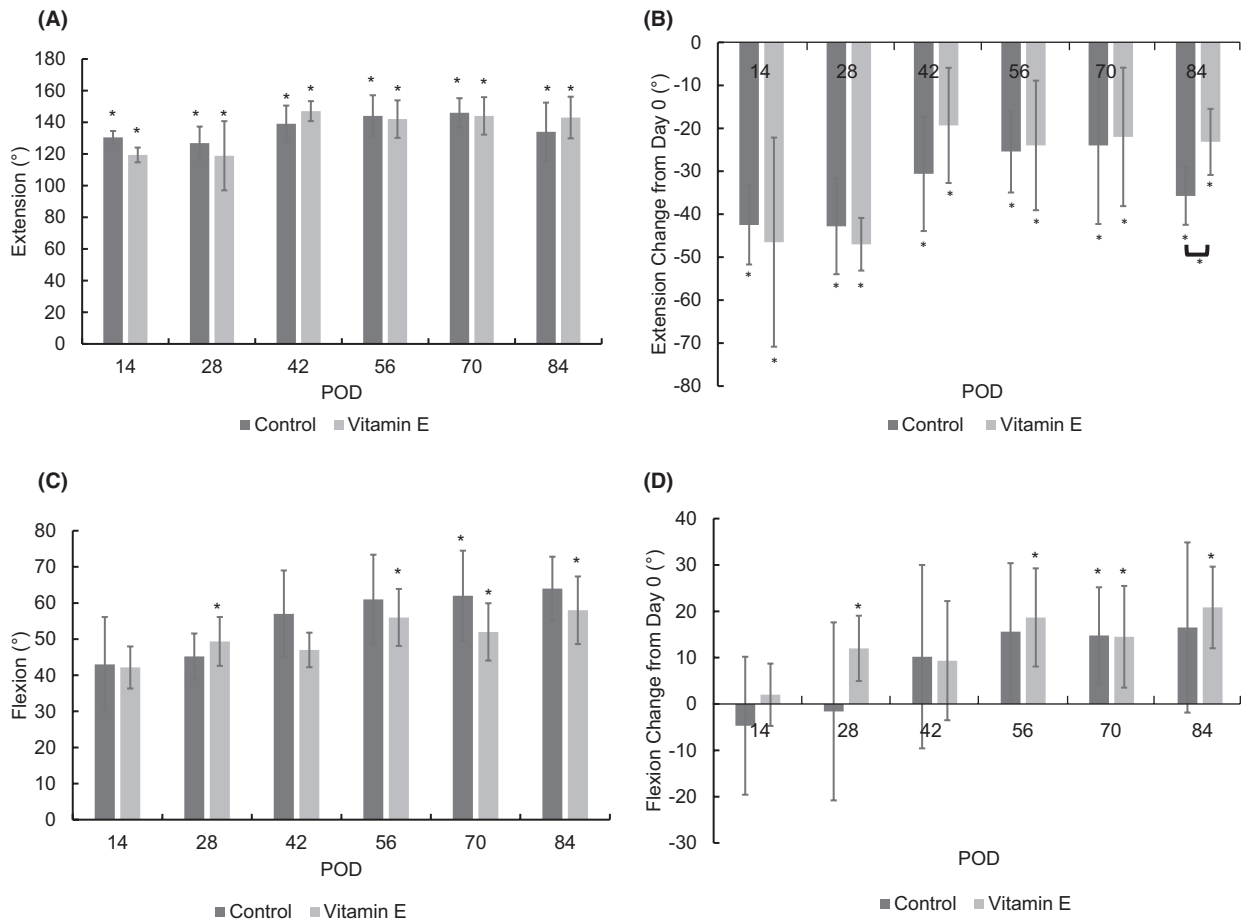 (A)
180
160
140
120
100
80
60
40
20
0
Extension (°)
* * * * * * * * * * * *
14 28 42 56 70 84
POD
Control Vitamin E
(B)
0
-10
-20
-30
-40
-50
-60
-70
-80
Extension Change from Day 0 (°)
14 28 42 56 70 84
* * * * * * * * * * * * *
POD
Control Vitamin E
(C)
80
70
60
50
40
30
20
10
0
Flexion (°)
* * * * *
14 28 42 56 70 84
POD
Control Vitamin E
(D)
40
30
20
10
0
-10
-20
-30
Flexion Change from Day 0 (°)
* * * * *
14 28 42 56 70 84
POD
Control Vitamin E